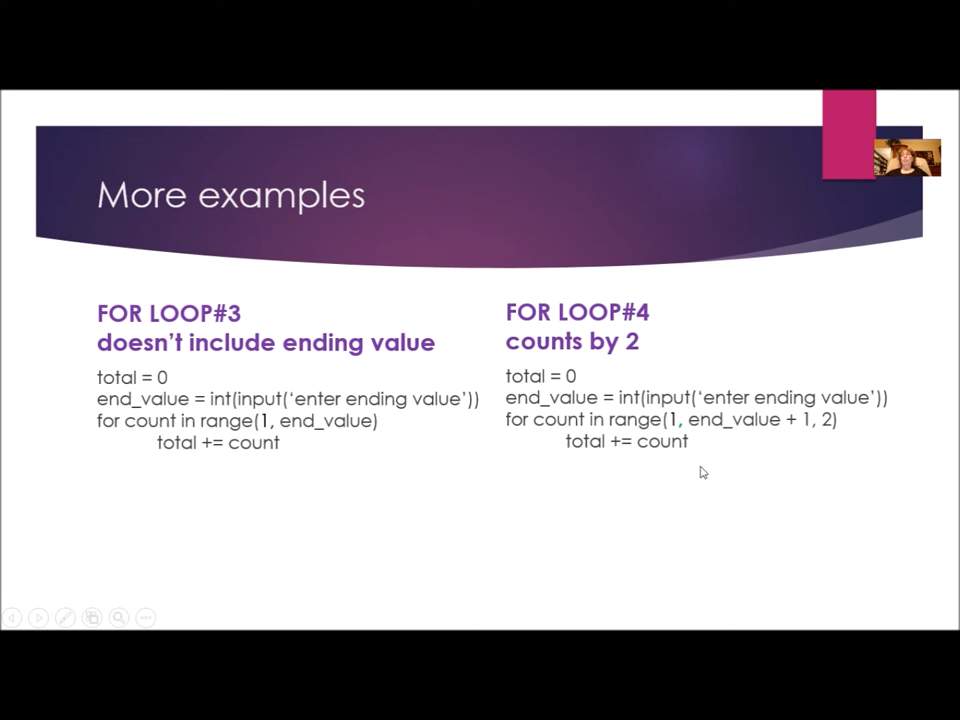 More examples
FOR LOOP#3
doesn’t include ending value
total = 0
end_value = int(input(‘enter ending value’))
for count in range(1, end_value)
total += count
FOR LOOP#4
counts by 2
total = 0
end_value = int(input(‘enter ending value’))
for count in range(1, end_value + 1, 2)
total += count